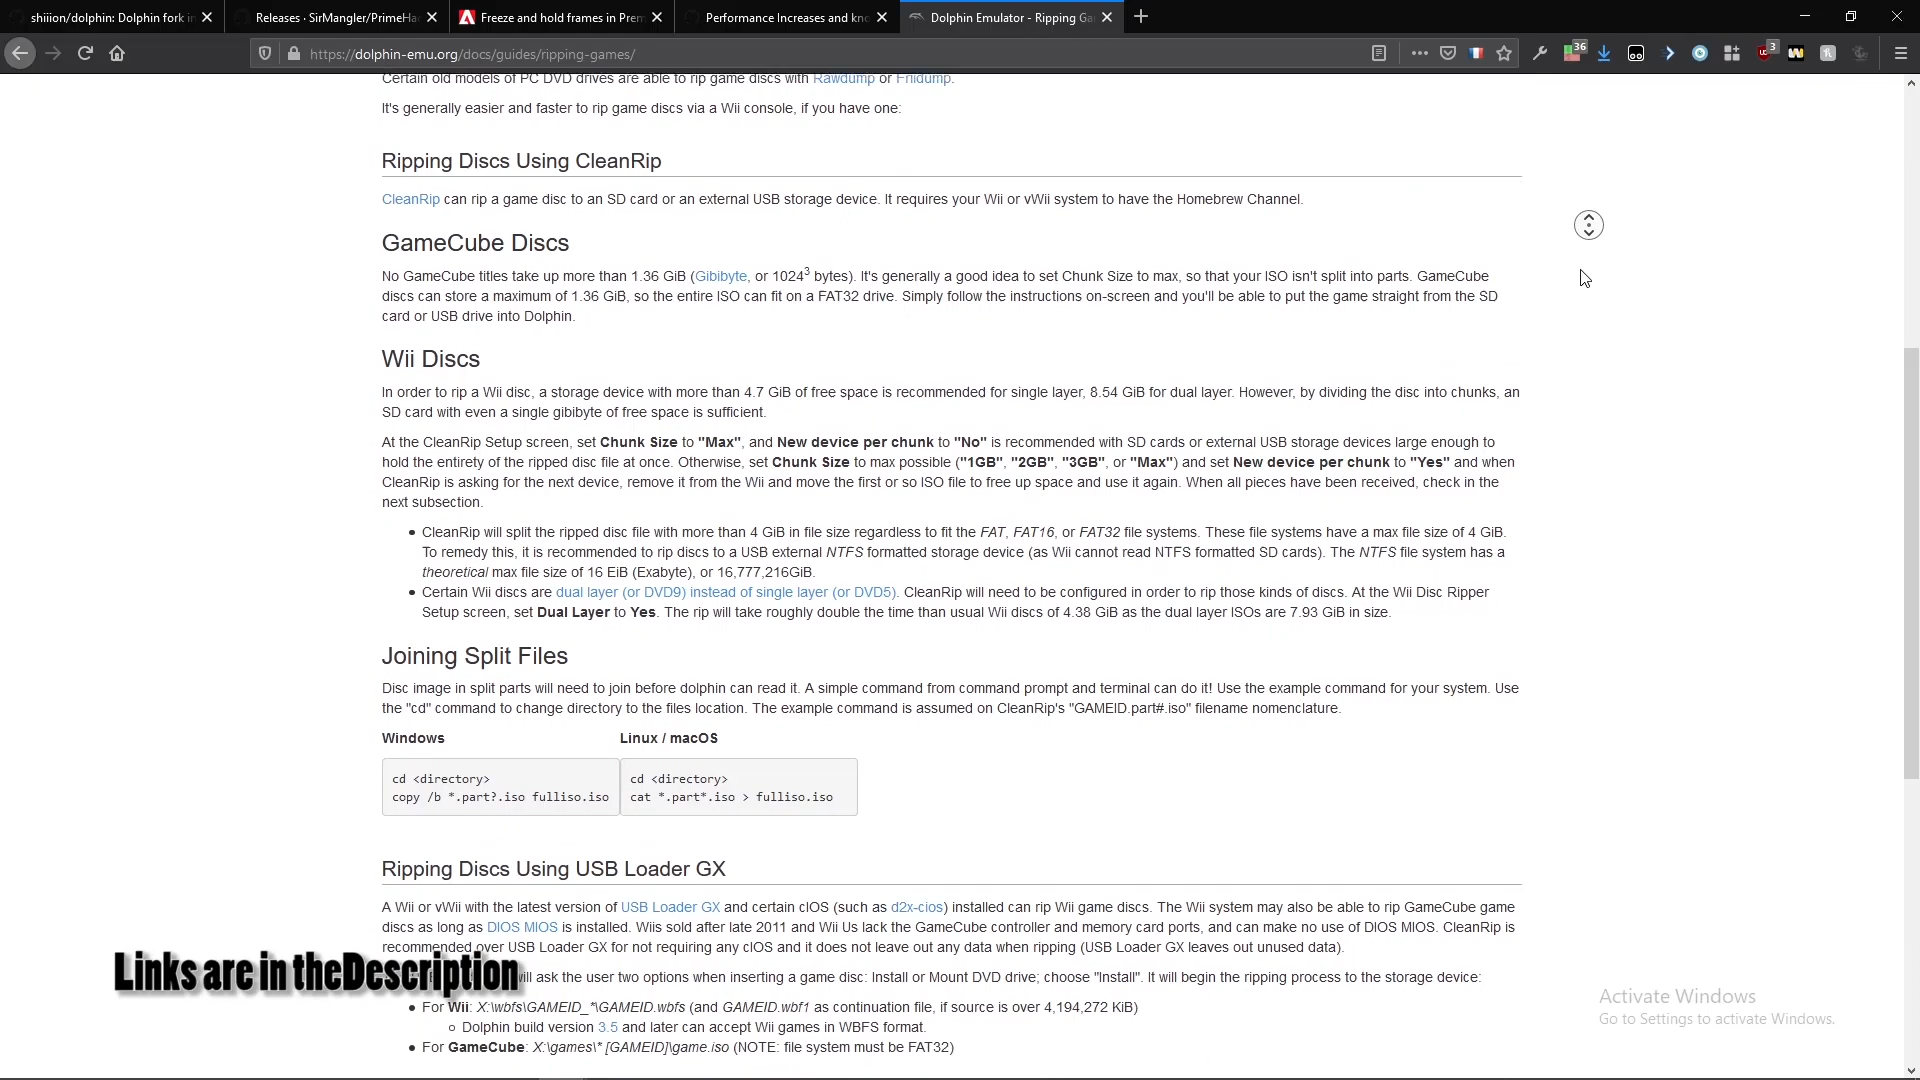 shiiion/dolphin: Dolphin fork in
Releases · SirMangler/PrimeHa
Freeze and hold frames in Prem
Performance Increases and kno
Dolphin Emulator - Ripping Ga
https://dolphin-emu.org/docs/guides/ripping-games/
36
3
Certain old models of PC DVD drives are able to rip game discs with Rawdump or Friidump.
It's generally easier and faster to rip game discs via a Wii console, if you have one:
Ripping Discs Using CleanRip
CleanRip can rip a game disc to an SD card or an external USB storage device. It requires your Wii or vWii system to have the Homebrew Channel.
GameCube Discs
No GameCube titles take up more than 1.36 GiB (Gibibyte, or 1024³ bytes). It's generally a good idea to set Chunk Size to max, so that your ISO isn't split into parts. GameCube
discs can store a maximum of 1.36 GiB, so the entire ISO can fit on a FAT32 drive. Simply follow the instructions on-screen and you'll be able to put the game straight from the SD
card or USB drive into Dolphin.
Wii Discs
In order to rip a Wii disc, a storage device with more than 4.7 GiB of free space is recommended for single layer, 8.54 GiB for dual layer. However, by dividing the disc into chunks, an
SD card with even a single gibibyte of free space is sufficient.
At the CleanRip Setup screen, set Chunk Size to "Max", and New device per chunk to "No" is recommended with SD cards or external USB storage devices large enough to
hold the entirety of the ripped disc file at once. Otherwise, set Chunk Size to max possible ("1GB", "2GB", "3GB", or "Max") and set New device per chunk to "Yes" and when
CleanRip is asking for the next device, remove it from the Wii and move the first or so ISO file to free up space and use it again. When all pieces have been received, check in the
next subsection.
CleanRip will split the ripped disc file with more than 4 GiB in file size regardless to fit the FAT, FAT16, or FAT32 file systems. These file systems have a max file size of 4 GiB.
To remedy this, it is recommended to rip discs to a USB external NTFS formatted storage device (as Wii cannot read NTFS formatted SD cards). The NTFS file system has a
theoretical max file size of 16 EiB (Exabyte), or 16,777,216GiB.
Certain Wii discs are dual layer (or DVD9) instead of single layer (or DVD5). CleanRip will need to be configured in order to rip those kinds of discs. At the Wii Disc Ripper
Setup screen, set Dual Layer to Yes. The rip will take roughly double the time than usual Wii discs of 4.38 GiB as the dual layer ISOs are 7.93 GiB in size.
Joining Split Files
Disc image in split parts will need to join before dolphin can read it. A simple command from command prompt and terminal can do it! Use the example command for your system. Use
the "cd" command to change directory to the files location. The example command is assumed on CleanRip's "GAMEID.part#.iso" filename nomenclature.
Windows
Linux / macOS
cd <directory>
copy /b *.part?.iso fulliso.iso
cd <directory>
cat *.part*.iso > fulliso.iso
Ripping Discs Using USB Loader GX
A Wii or vWii with the latest version of USB Loader GX and certain cIOS (such as d2x-cios) installed can rip Wii game discs. The Wii system may also be able to rip GameCube game
discs as long as DIOS MIOS is installed. Wiis sold after late 2011 and Wii Us lack the GameCube controller and memory card ports, and can make no use of DIOS MIOS. CleanRip is
recommended over USB Loader GX for not requiring any cIOS and it does not leave out any data when ripping (USB Loader GX leaves out unused data).
Links are in theDescription
will ask the user two options when inserting a game disc: Install or Mount DVD drive; choose "Install". It will begin the ripping process to the storage device:
For Wii: X:\wbfs\GAMEID_*\GAMEID.wbfs (and GAMEID.wbf1 as continuation file, if source is over 4,194,272 KiB)
Dolphin build version 3.5 and later can accept Wii games in WBFS format.
For GameCube: X:\games\* [GAMEID]\game.iso (NOTE: file system must be FAT32)
Activate Windows
Go to Settings to activate Windows.